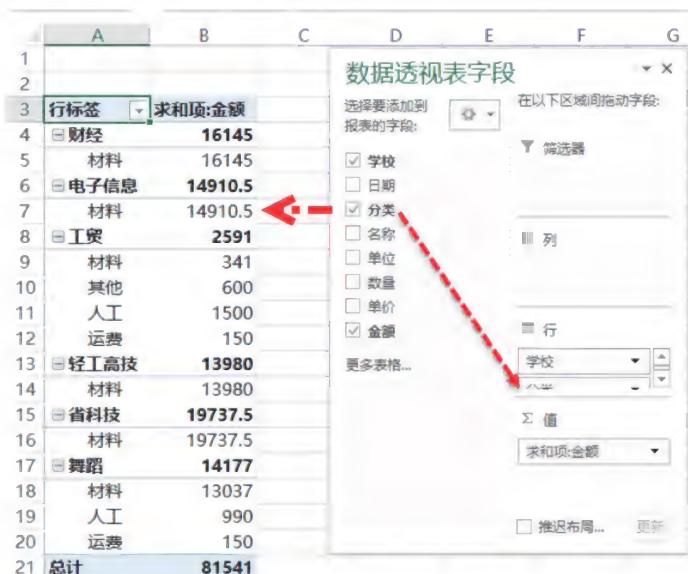 A B C D E F G
1
2
3 行标签 求和项:金额
4 财经 16145
5 材料 16145
6 电子信息 14910.5
7 材料 14910.5
8 工贸 2591
9 材料 341
10 其他 600
11 人工 1500
12 运费 150
13 轻工高技 13980
14 材料 13980
15 省科技 19737.5
16 材料 19737.5
17 舞蹈 14177
18 材料 13037
19 人工 990
20 运费 150
21 总计 81541
数据透视表字段
选择要添加到
报表的字段:
学校
日期
分类
名称
单位
数量
单价
金额
更多表格...
在以下区域间拖动字段:
筛选器
列
行
学校
Σ 值
求和项:金额
推迟布局... 更新